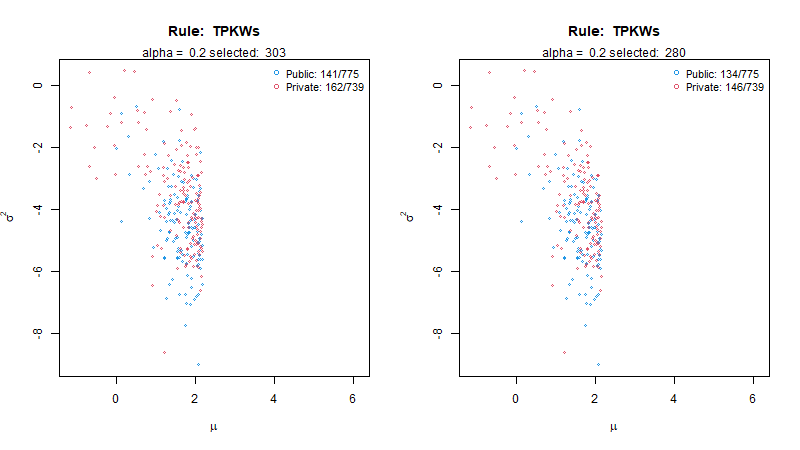 Rule: TPKWs
alpha = 0.2 selected: 303
Public: 141/775
Private: 162/739
0
-2
-4
-6
-8
σ²
0
2
4
6
μ
Rule: TPKWs
alpha = 0.2 selected: 280
Public: 134/775
Private: 146/739
0
-2
-4
-6
-8
σ²
0
2
4
6
μ